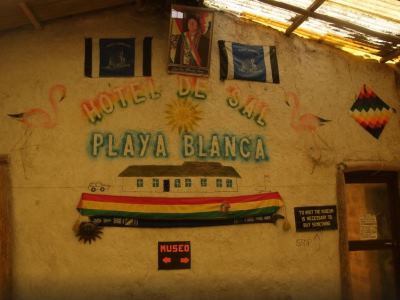 HOTEL DE SAL
PLAYA BLANCA
TO VISIT THE MUSEUM
IS NECESSARY TO BUY
SOMETHING
MUSEO